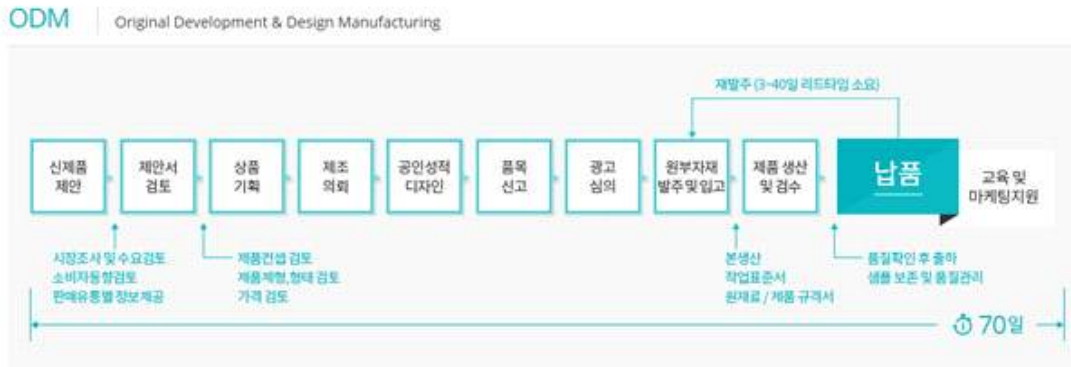 ODM
Original Development & Design Manufacturing
재발주 (3~40일 리드타임 소요)
신제품
제안
제안서
검토
상품
기획
제조
의뢰
공인성적
디자인
품목
신고
광고
심의
원부자재
발주 및 입고
제품 생산
및 검수
납품
교육 및
마케팅지원
시장조사 및 수요검토
소비자동향검토
판매유통별 정보제공
제품컨셉 검토
제품제형,형태 검토
가격 검토
본생산
작업표준서
원재료 / 제품 규격서
품질확인 후 출하
샘플 보존 및 품질관리
70일